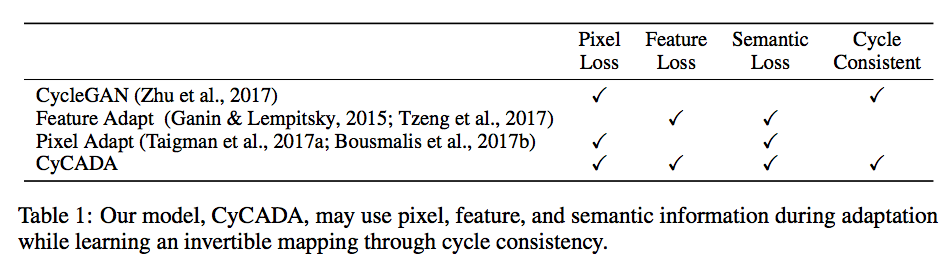 Pixel Feature Semantic Cycle
Loss Loss Loss Consistent
CycleGAN (Zhu et al., 2017) ✓ ✓
Feature Adapt (Ganin & Lempitsky, 2015; Tzeng et al., 2017) ✓ ✓
Pixel Adapt (Taigman et al., 2017a; Bousmalis et al., 2017b) ✓ ✓
CyCADA ✓ ✓ ✓ ✓
Table 1: Our model, CyCADA, may use pixel, feature, and semantic information during adaptation
while learning an invertible mapping through cycle consistency.